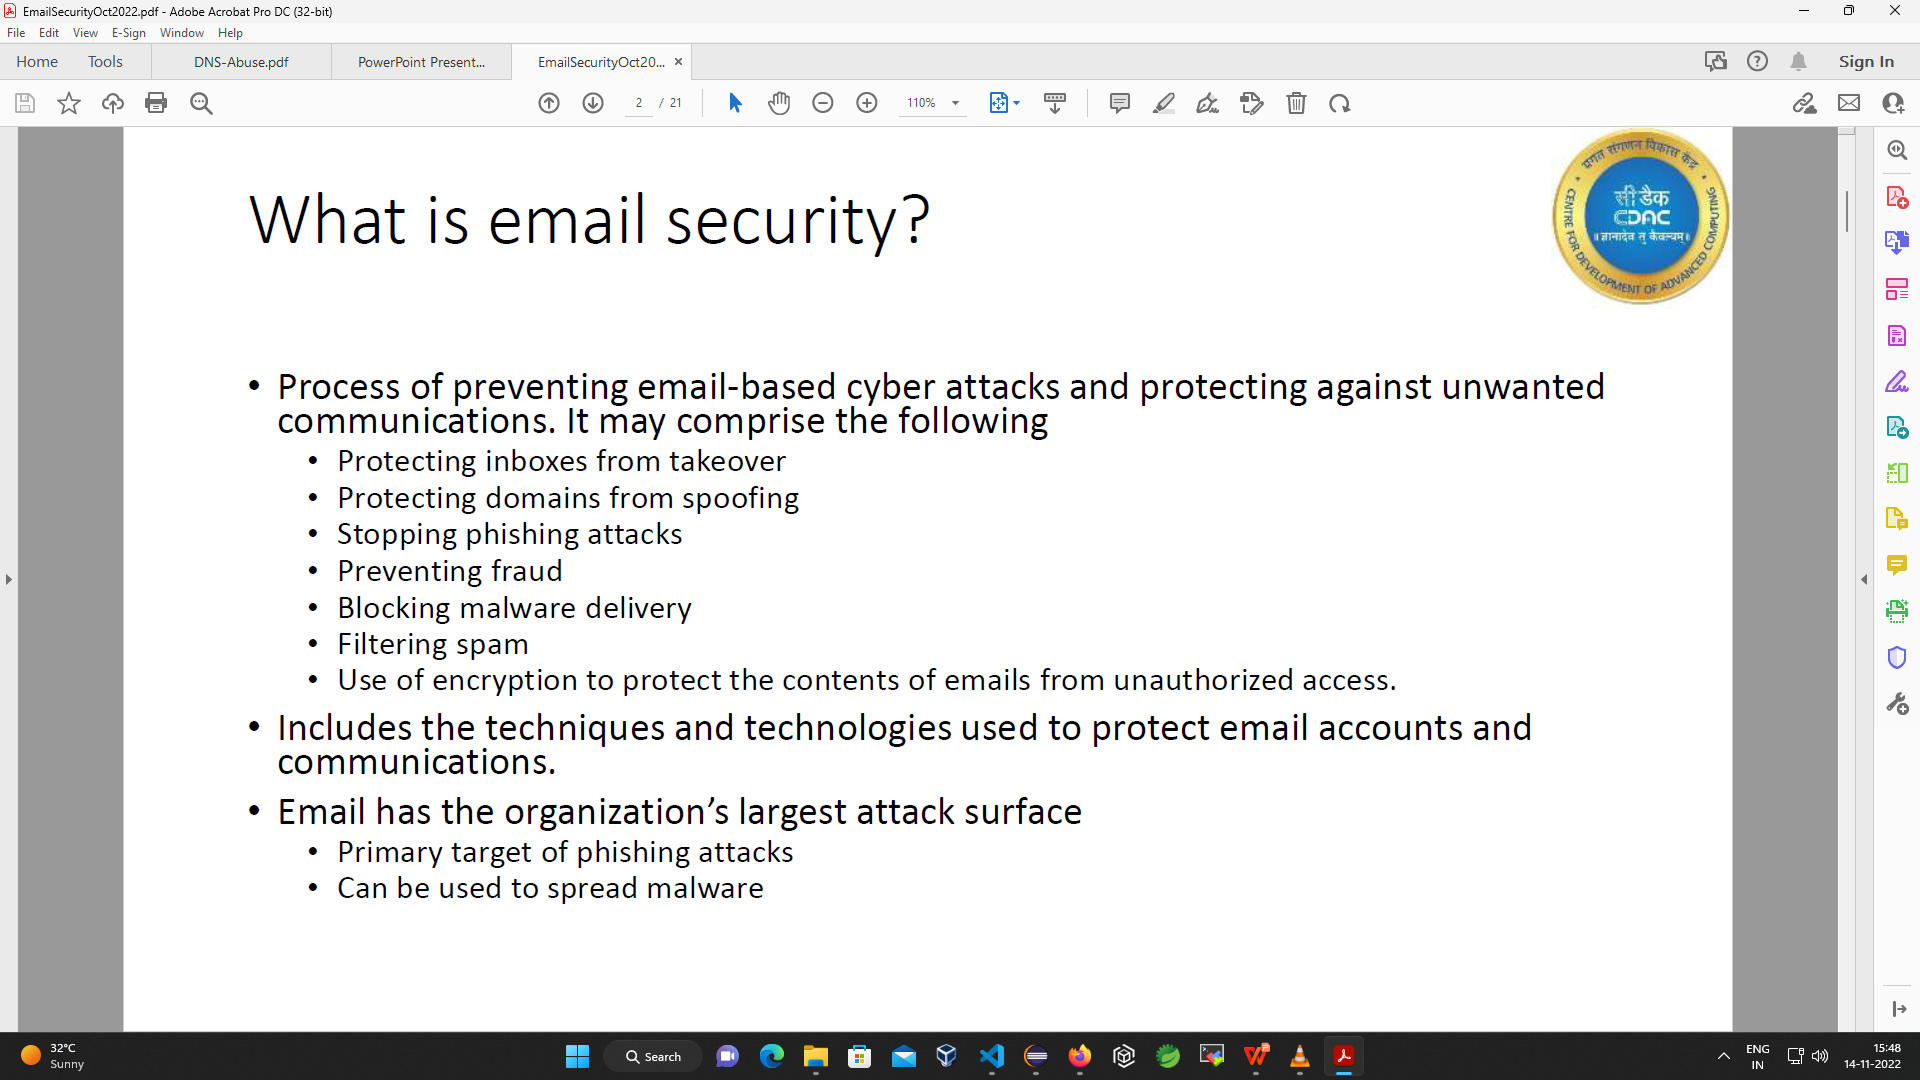 EmailSecurityOct2022.pdf - Adobe Acrobat Pro DC (32-bit)
File Edit View E-Sign Window Help
Home Tools DNS-Abuse.pdf PowerPoint Present... EmailSecurityOct20... Sign In
2 / 21 110%
What is email security?
प्रगत संगणन विकास केंद्र
सी डैक
CDAC
॥ ज्ञानादेव तु कैवल्यम् ॥
CENTRE FOR DEVELOPMENT OF ADVANCED COMPUTING
• Process of preventing email-based cyber attacks and protecting against unwanted
communications. It may comprise the following
• Protecting inboxes from takeover
• Protecting domains from spoofing
• Stopping phishing attacks
• Preventing fraud
• Blocking malware delivery
• Filtering spam
• Use of encryption to protect the contents of emails from unauthorized access.
• Includes the techniques and technologies used to protect email accounts and
communications.
• Email has the organization’s largest attack surface
• Primary target of phishing attacks
• Can be used to spread malware
32°C
Sunny
Search
ENG
IN
15:48
14-11-2022